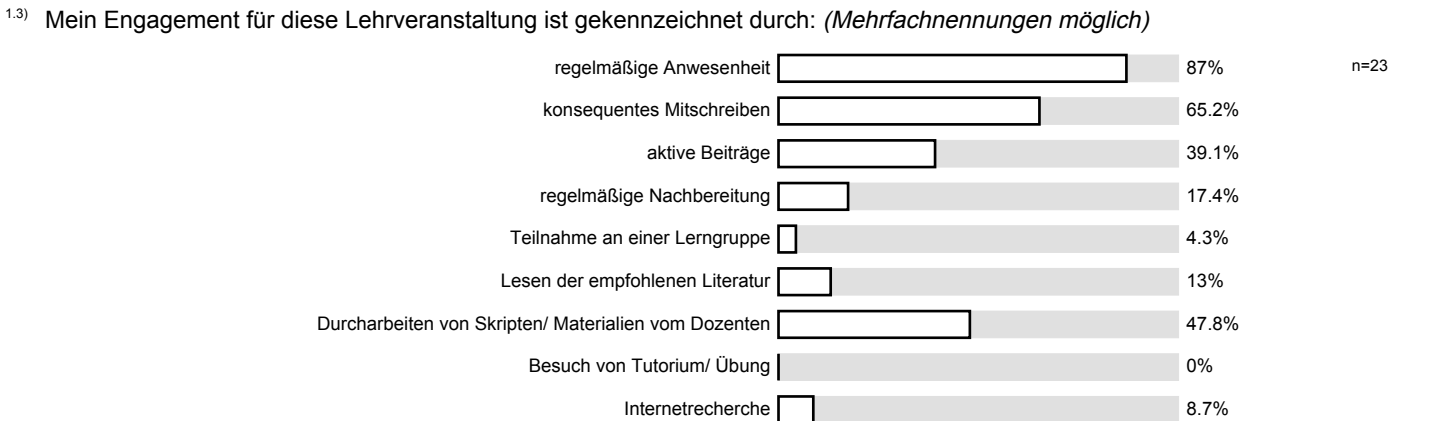 1.3) Mein Engagement für diese Lehrveranstaltung ist gekennzeichnet durch: (Mehrfachnennungen möglich)
regelmäßige Anwesenheit 87% n=23
konsequentes Mitschreiben 65.2%
aktive Beiträge 39.1%
regelmäßige Nachbereitung 17.4%
Teilnahme an einer Lerngruppe 4.3%
Lesen der empfohlenen Literatur 13%
Durcharbeiten von Skripten/ Materialien vom Dozenten 47.8%
Besuch von Tutorium/ Übung 0%
Internetrecherche 8.7%